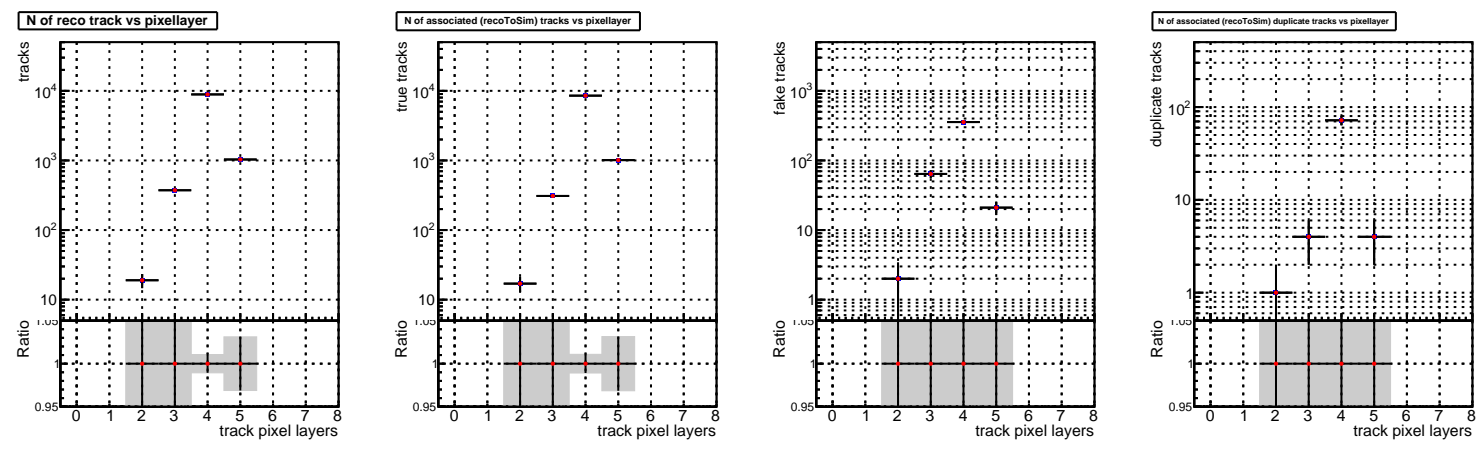 N of reco track vs pixellayer
tracks
10⁴
10³
10²
10
Ratio
1.05
1
0.95
0 1 2 3 4 5 6 7 8
track pixel layers
N of associated (recoToSim) tracks vs pixellayer
true tracks
10⁴
10³
10²
10
Ratio
1.05
1
0.95
0 1 2 3 4 5 6 7 8
track pixel layers
fake tracks
10³
10²
10
1
Ratio
1.05
1
0.95
0 1 2 3 4 5 6 7 8
track pixel layers
N of associated (recoToSim) duplicate tracks vs pixellayer
duplicate tracks
10²
10
1
Ratio
1.05
1
0.95
0 1 2 3 4 5 6 7 8
track pixel layers